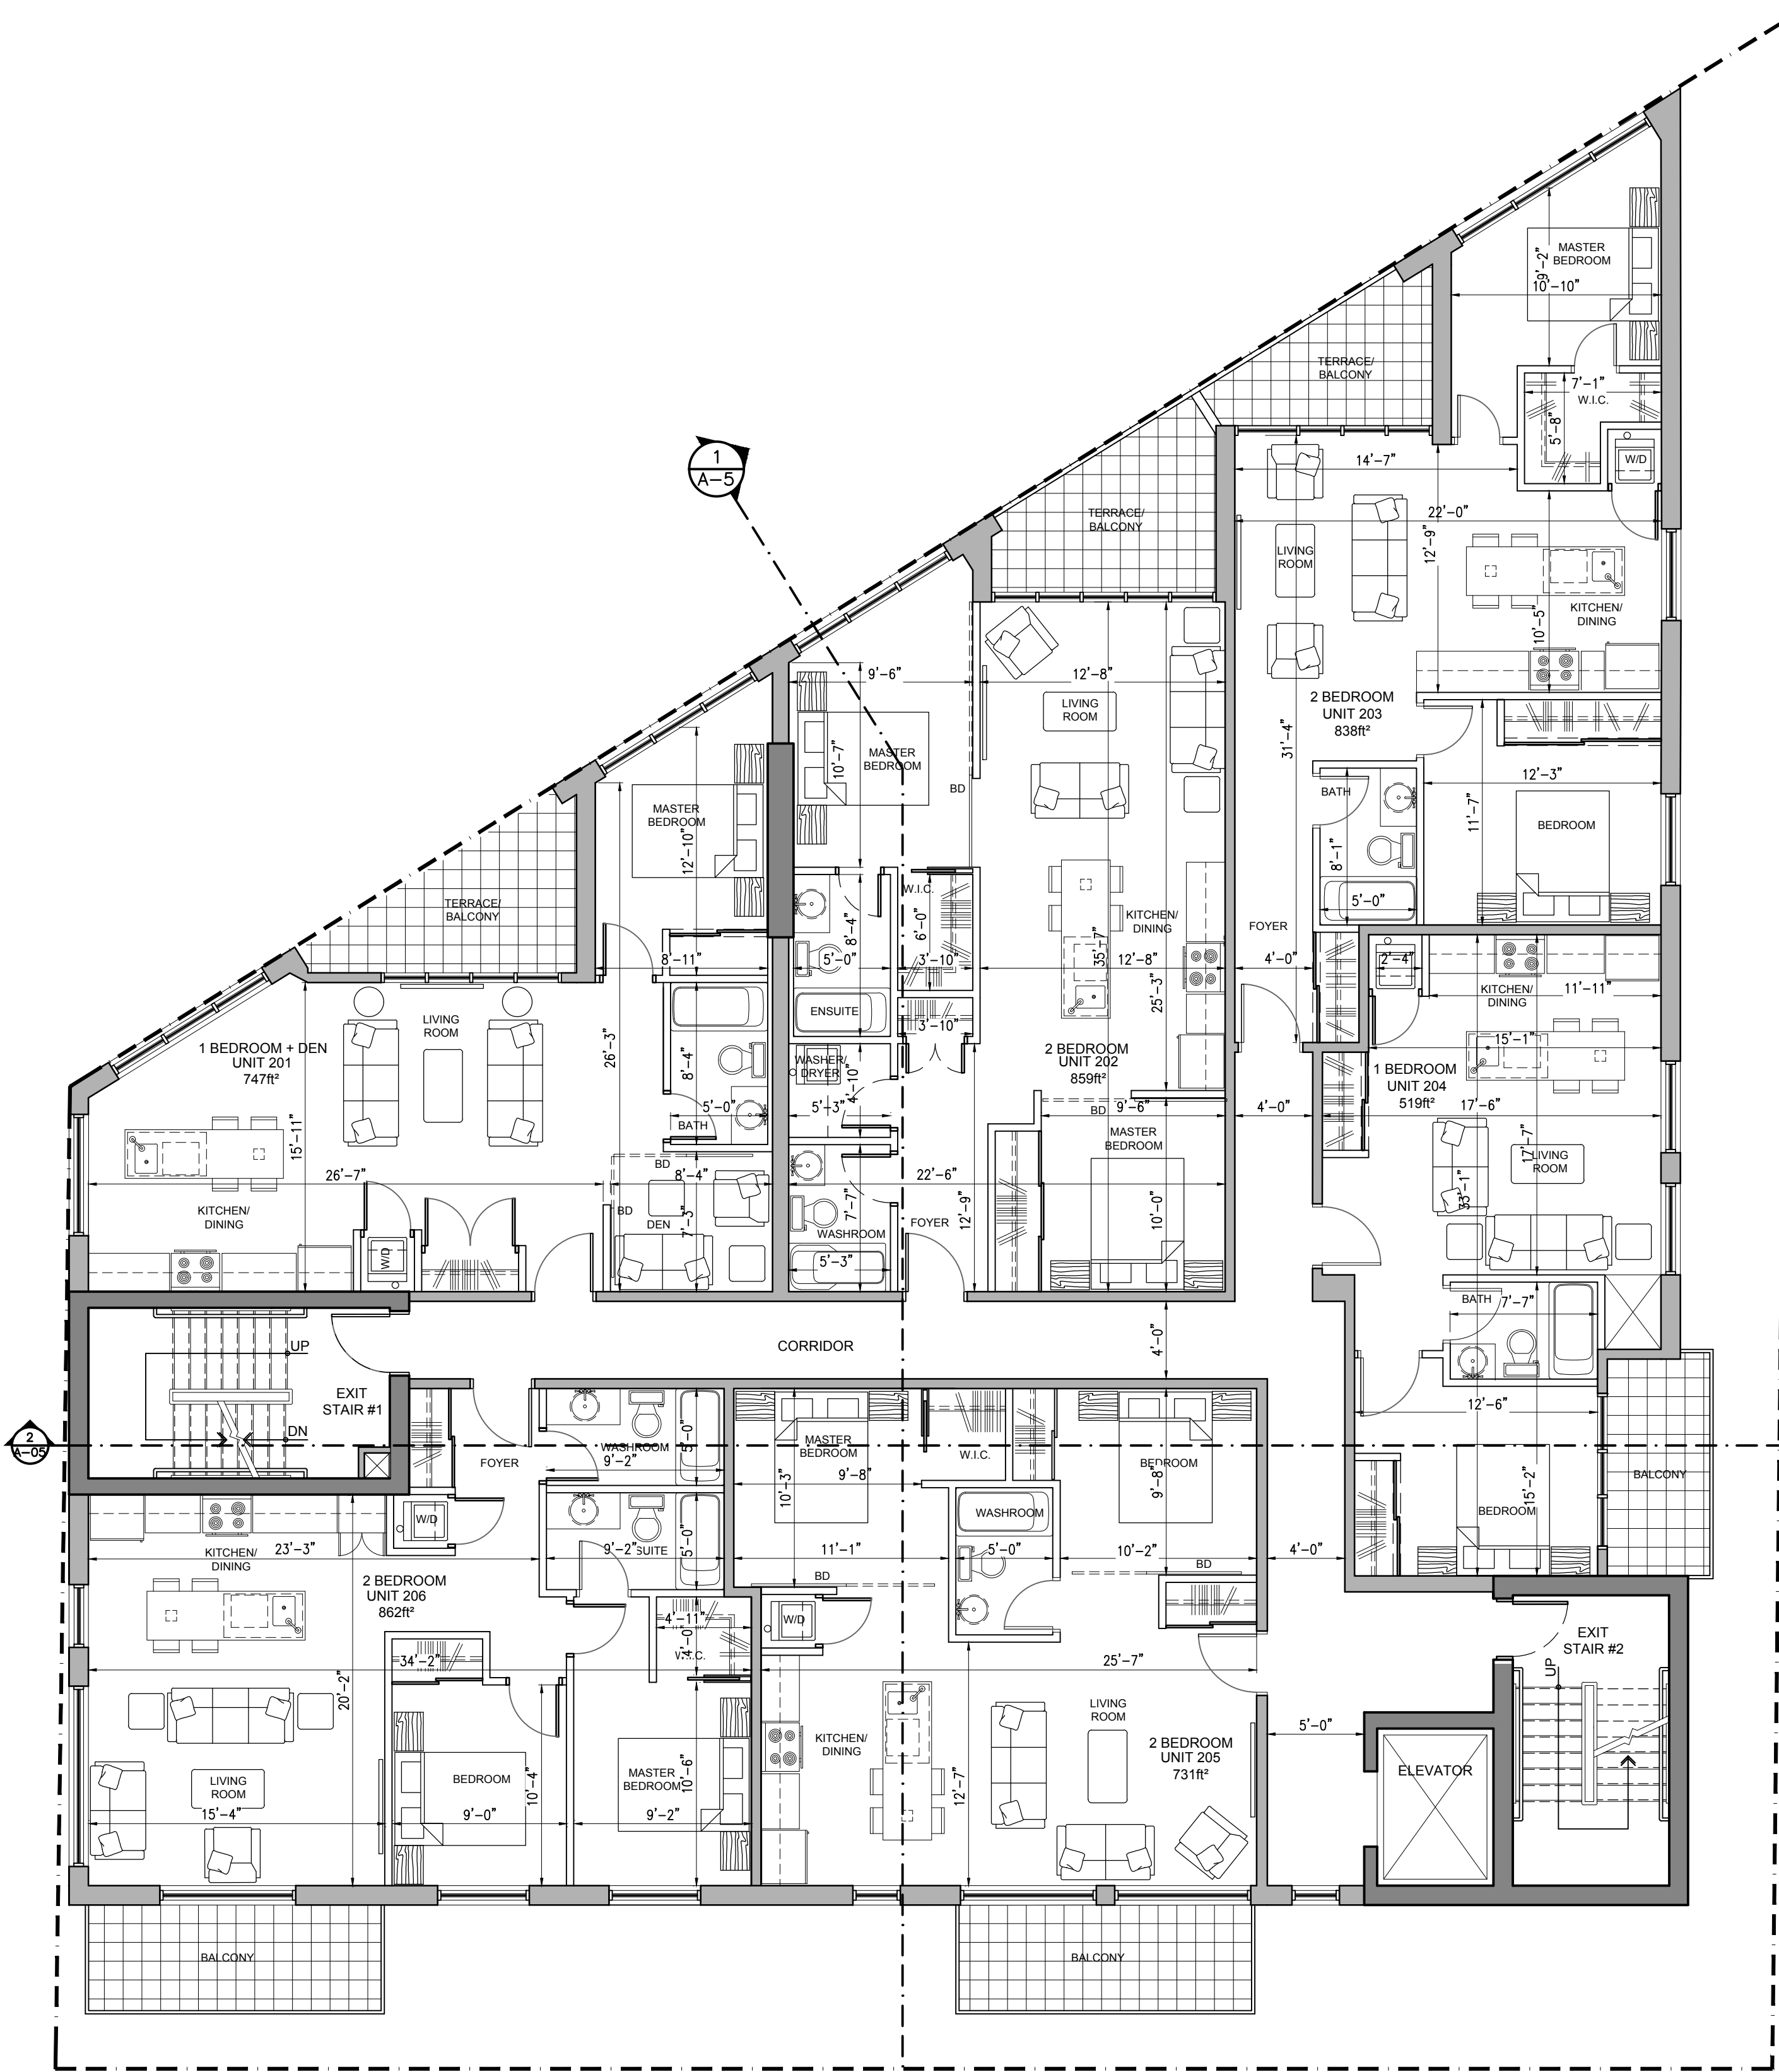 MASTER
BEDROOM
9'-2"
10'-10"
TERRACE/
BALCONY
7'-1"
W.I.C.
5'-8"
W/D
1
A-5
14'-7"
22'-0"
12'-9"
LIVING
ROOM
TERRACE/
BALCONY
KITCHEN/
DINING
10'-5"
2 BEDROOM
UNIT 203
838ft²
31'-4"
12'-3"
BATH
8'-1"
5'-0"
11'-7"
BEDROOM
FOYER
4'-0"
9'-6"
12'-8"
LIVING
ROOM
MASTER
BEDROOM
10'-7"
BD
W.I.C.
6'-0"
3'-10"
3'-10"
8'-4"
5'-0"
ENSUITE
KITCHEN/
DINING
35'-7"
12'-8"
25'-3"
WASHER/
DRYER
4'-10"
5'-3"
2 BEDROOM
UNIT 202
859ft²
BD
9'-6"
MASTER
BEDROOM
10'-0"
22'-6"
7'-7"
WASHROOM
5'-3"
FOYER
12'-9"
MASTER
BEDROOM
12'-10"
TERRACE/
BALCONY
8'-11"
LIVING
ROOM
1 BEDROOM + DEN
UNIT 201
747ft²
26'-3"
8'-4"
5'-0"
BATH
15'-11"
26'-7"
BD
8'-4"
BD
DEN
7'-3"
KITCHEN/
DINING
W/D
2'-4"
KITCHEN/
DINING
11'-11"
15'-1"
1 BEDROOM
UNIT 204
519ft²
4'-0"
17'-6"
17'-7"
LIVING
ROOM
33'-1"
BATH
7'-7"
12'-6"
BEDROOM
15'-2"
BALCONY
CORRIDOR
4'-0"
UP
EXIT
STAIR #1
DN
2
A-05
FOYER
WASHROOM
9'-2"
5'-0"
9'-2"
SUITE
5'-0"
W/D
KITCHEN/
DINING
23'-3"
2 BEDROOM
UNIT 206
862ft²
4'-11"
4'-0"
W.I.C.
34'-2"
20'-2"
LIVING
ROOM
15'-4"
BEDROOM
9'-0"
10'-4"
MASTER
BEDROOM
10'-6"
9'-2"
BALCONY
MASTER
BEDROOM
10'-3"
9'-8"
W.I.C.
BEDROOM
9'-8"
WASHROOM
11'-1"
5'-0"
10'-2"
BD
BD
W/D
4'-0"
25'-7"
LIVING
ROOM
KITCHEN/
DINING
12'-7"
2 BEDROOM
UNIT 205
731ft²
BALCONY
5'-0"
ELEVATOR
EXIT
STAIR #2
UP